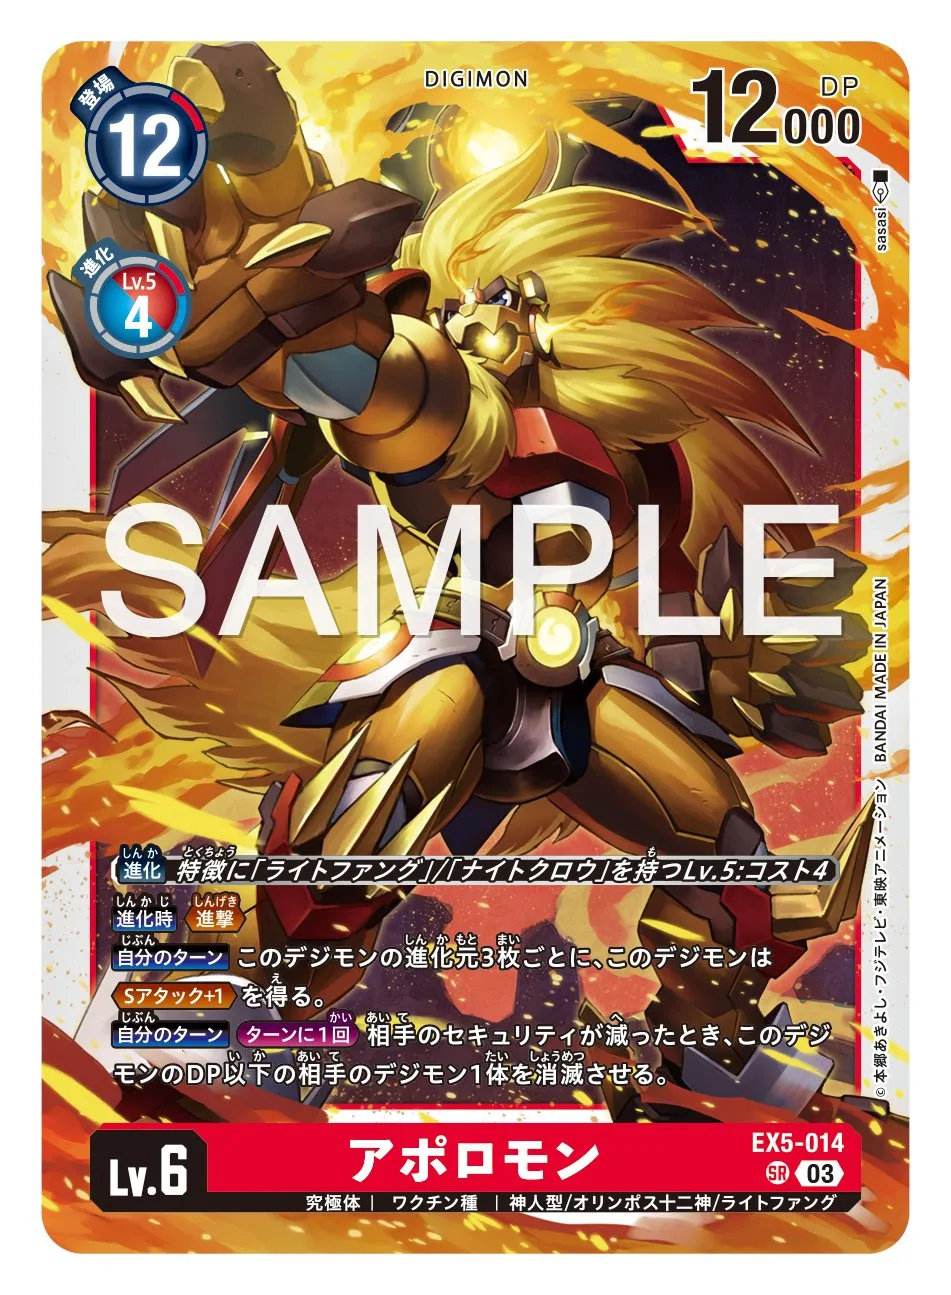 DIGIMON
登場
12
12000
DP
進化
Lv.5
4
sasasi
SAMPLE
BANDAI MADE IN JAPAN
©本郷あきよし・フジテレビ・東映アニメーション
進化 特徴に「ライトファング」/「ナイトクロウ」を持つLv.5:コスト4
進化時 進撃
自分のターン このデジモンの進化元3枚ごとに、このデジモンは
Sアタック+1 を得る。
自分のターン ターンに1回 相手のセキュリティが減ったとき、このデジ
モンのDP以下の相手のデジモン1体を消滅させる。
Lv.6
アポロモン
EX5-014
SR 03
究極体 | ワクチン種 | 神人型/オリンポス十二神/ライトファング